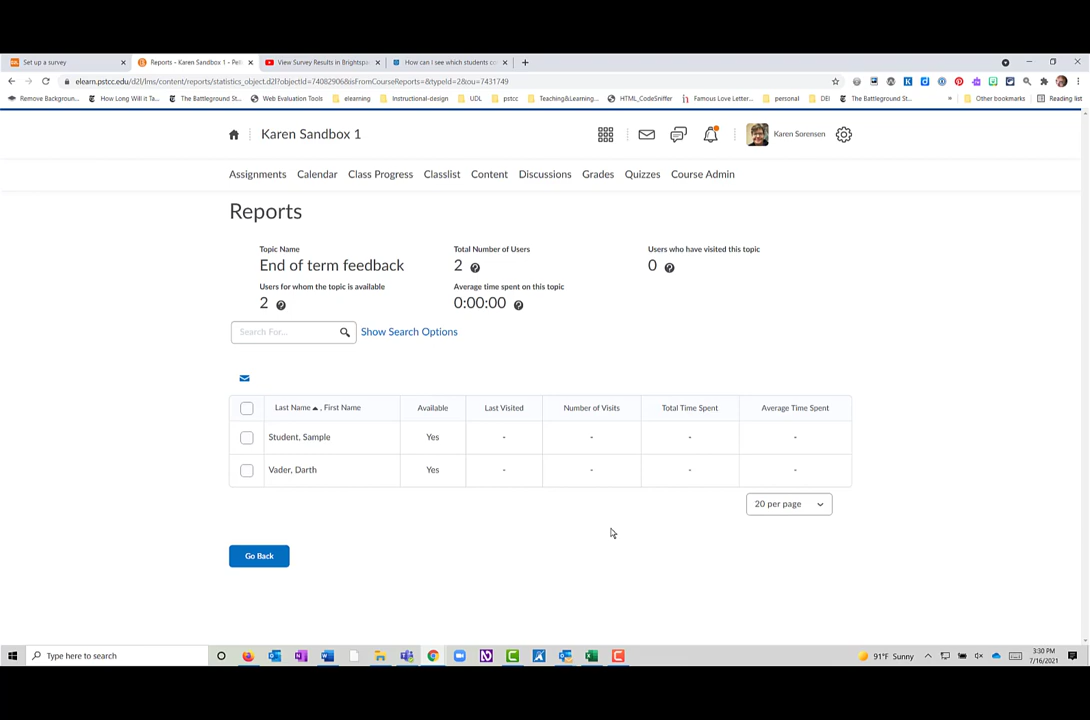 Set up a survey
Reports - Karen Sandbox 1 - Pel
View Survey Results in Brightspa
How can I see which students co
elearn.pstcc.edu/d2l/lms/content/reports/statistics_object.d2l?objectId=74082906&isFromCourseReports=&typeId=2&ou=7431749
Remove Backgroun... How Long Will it Ta... The Battleground St... Web Evaluation Tools elearning Instructional-design UDL pstcc Teaching&Learning... HTML_CodeSniffer Famous Love Letter... personal DEI The Battleground St... » Other bookmarks Reading list
Karen Sandbox 1
Karen Sorensen
Assignments Calendar Class Progress Classlist Content Discussions Grades Quizzes Course Admin
Reports
Topic Name Total Number of Users Users who have visited this topic
End of term feedback 2 0
Users for whom the topic is available Average time spent on this topic
2 0:00:00
Search For... Show Search Options
Last Name , First Name Available Last Visited Number of Visits Total Time Spent Average Time Spent
Student, Sample Yes - - - -
Vader, Darth Yes - - - -
20 per page
Go Back
Type here to search
91°F Sunny
3:30 PM
7/16/2021